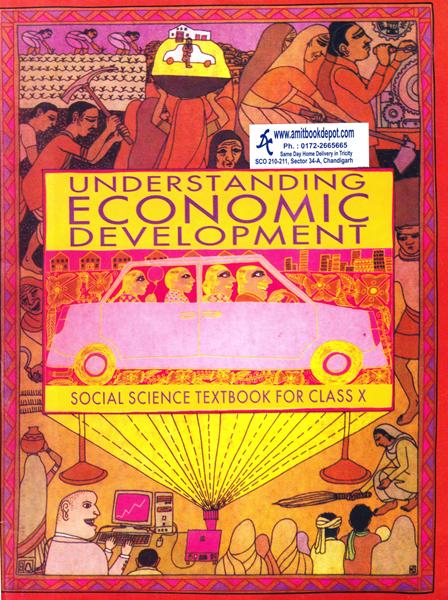 www.amitbookdepot.com
Ph. : 0172-2665665
Same Day Home Delivery in Tricity
SCO 210-211, Sector 34-A, Chandigarh
UNDERSTANDING
ECONOMIC
DEVELOPMENT
SOCIAL SCIENCE TEXTBOOK FOR CLASS X